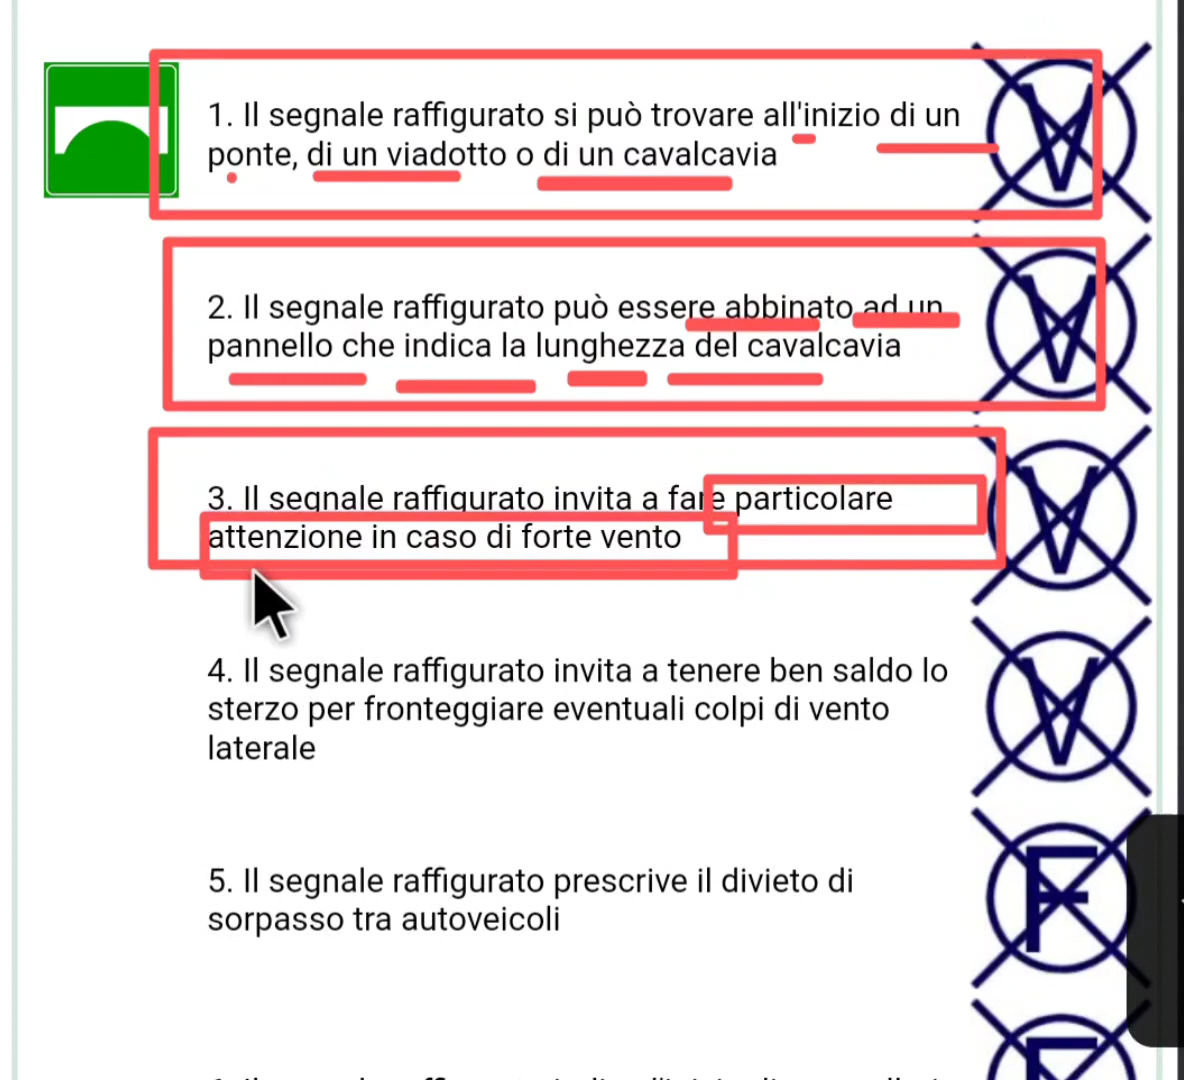 1. Il segnale raffigurato si può trovare all'inizio di un
ponte, di un viadotto o di un cavalcavia
V
2. Il segnale raffigurato può essere abbinato ad un
pannello che indica la lunghezza del cavalcavia
V
3. Il segnale raffigurato invita a fare particolare
attenzione in caso di forte vento
V
4. Il segnale raffigurato invita a tenere ben saldo lo
sterzo per fronteggiare eventuali colpi di vento
laterale
V
5. Il segnale raffigurato prescrive il divieto di
sorpasso tra autoveicoli
F